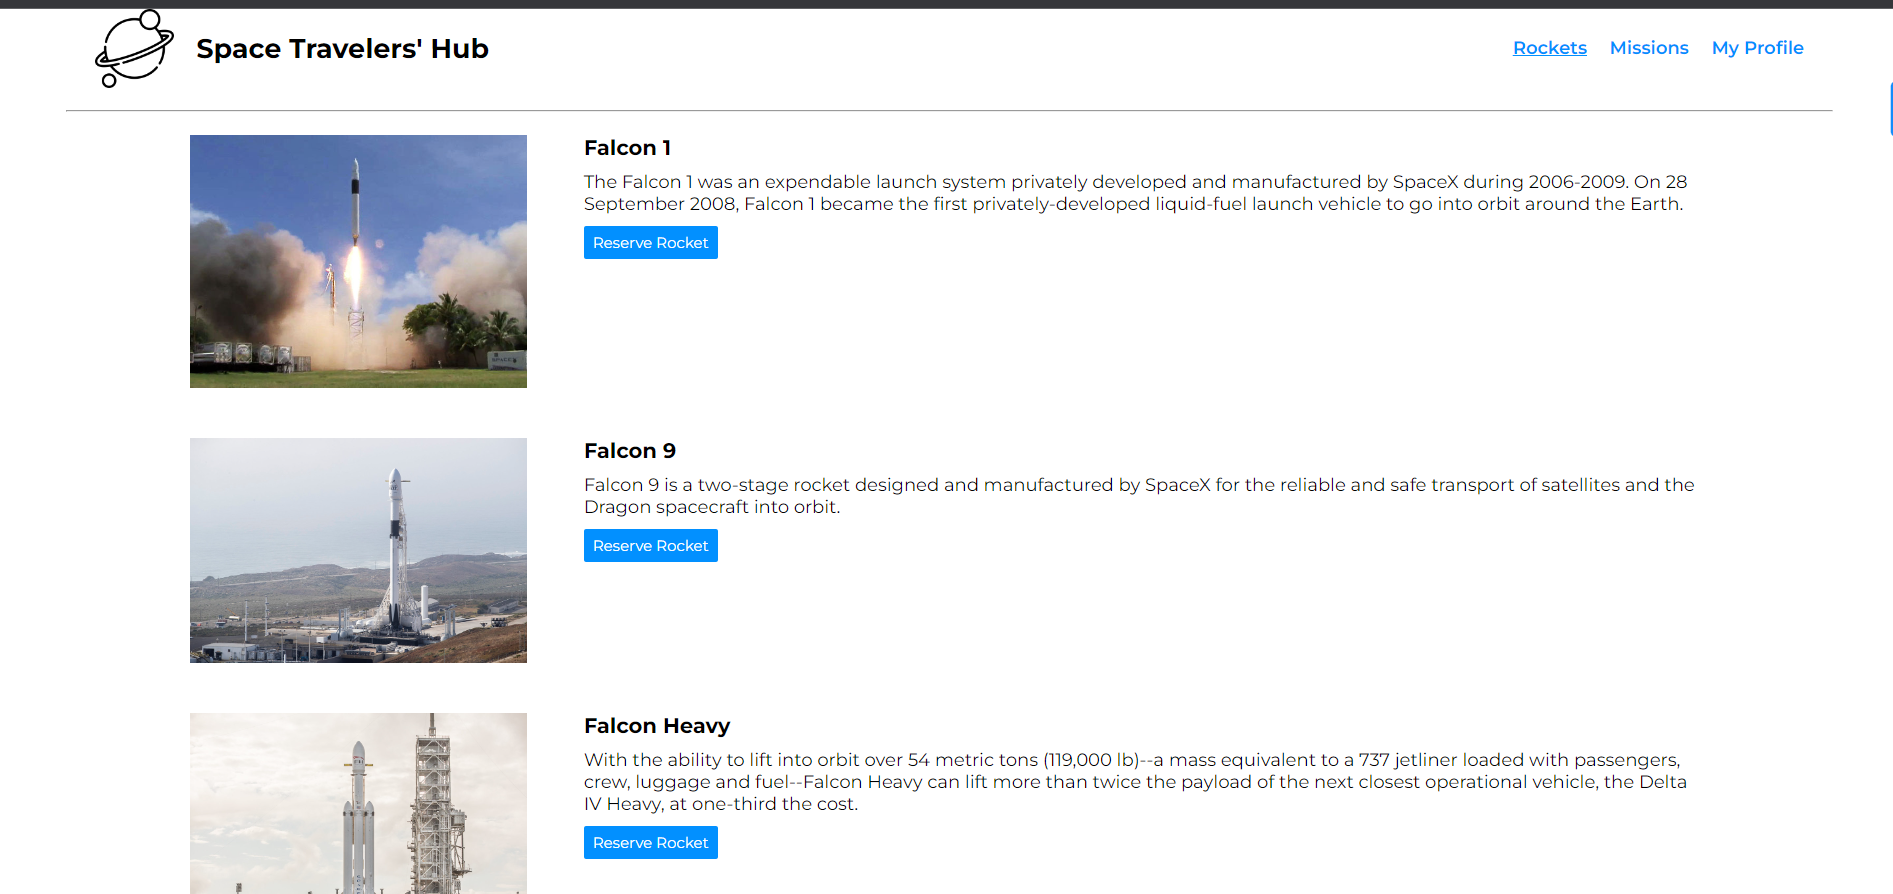 Space Travelers' Hub
Rockets Missions My Profile
Falcon 1
The Falcon 1 was an expendable launch system privately developed and manufactured by SpaceX during 2006-2009. On 28
September 2008, Falcon 1 became the first privately-developed liquid-fuel launch vehicle to go into orbit around the Earth.
Reserve Rocket
Falcon 9
Falcon 9 is a two-stage rocket designed and manufactured by SpaceX for the reliable and safe transport of satellites and the
Dragon spacecraft into orbit.
Reserve Rocket
Falcon Heavy
With the ability to lift into orbit over 54 metric tons (119,000 lb)--a mass equivalent to a 737 jetliner loaded with passengers,
crew, luggage and fuel--Falcon Heavy can lift more than twice the payload of the next closest operational vehicle, the Delta
IV Heavy, at one-third the cost.
Reserve Rocket